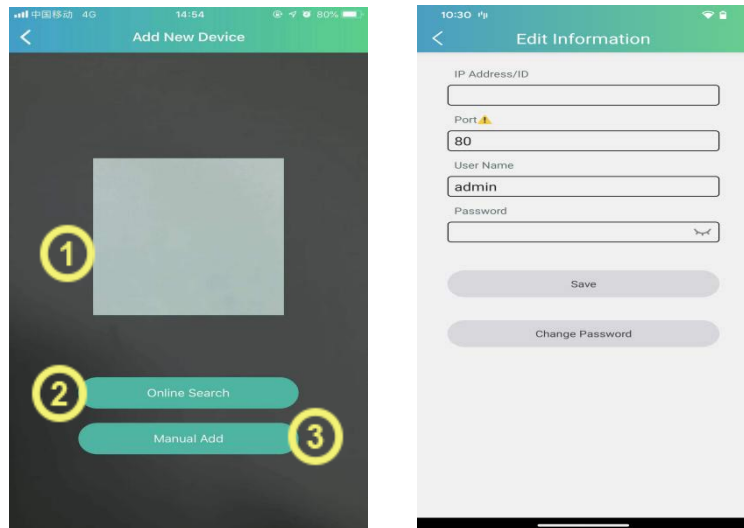 中国移动 4G 14:54 80%
Add New Device
1
2 Online Search
Manual Add 3
10:30
Edit Information
IP Address/ID
Port
80
User Name
admin
Password
Save
Change Password